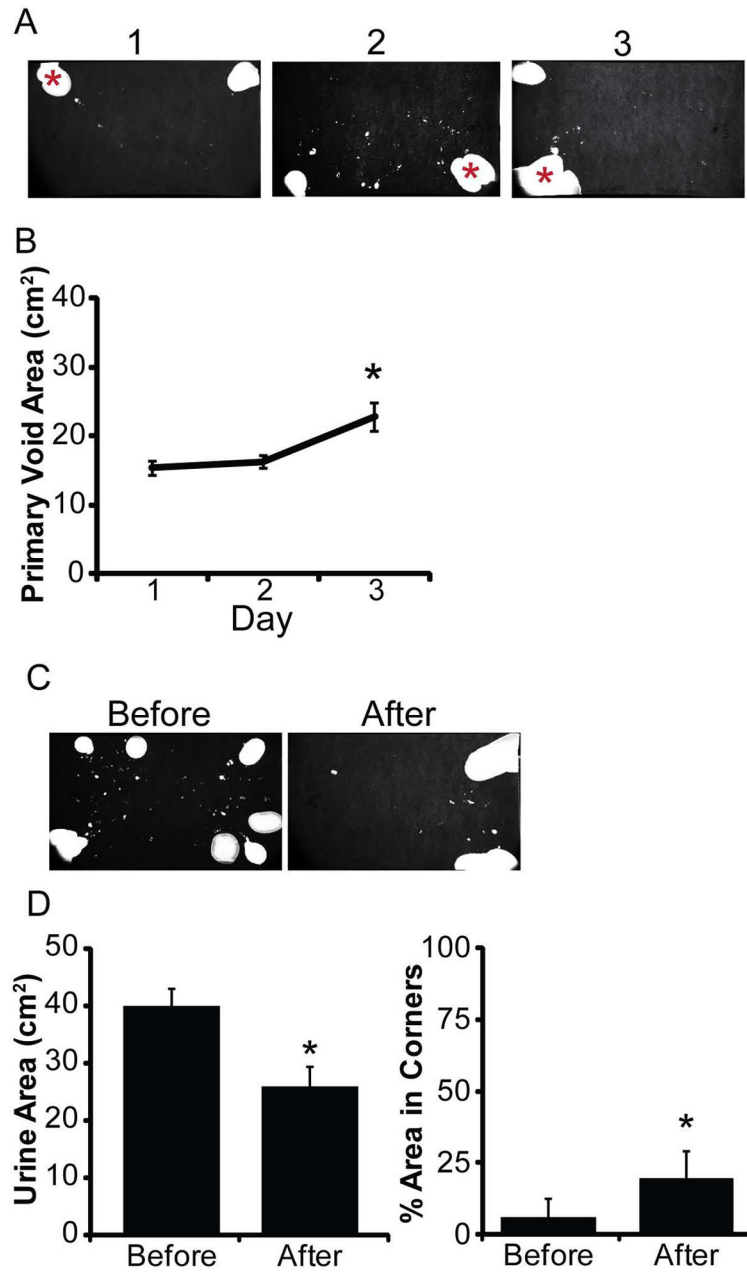 A
1 2 3
* * *
B
Primary Void Area (cm²)
40
30
20
10
0
*
1 2 3
Day
C
Before After
D
Urine Area (cm²)
50
40
30
20
10
0
*
Before After
% Area in Corners
100
75
50
25
0
*
Before After